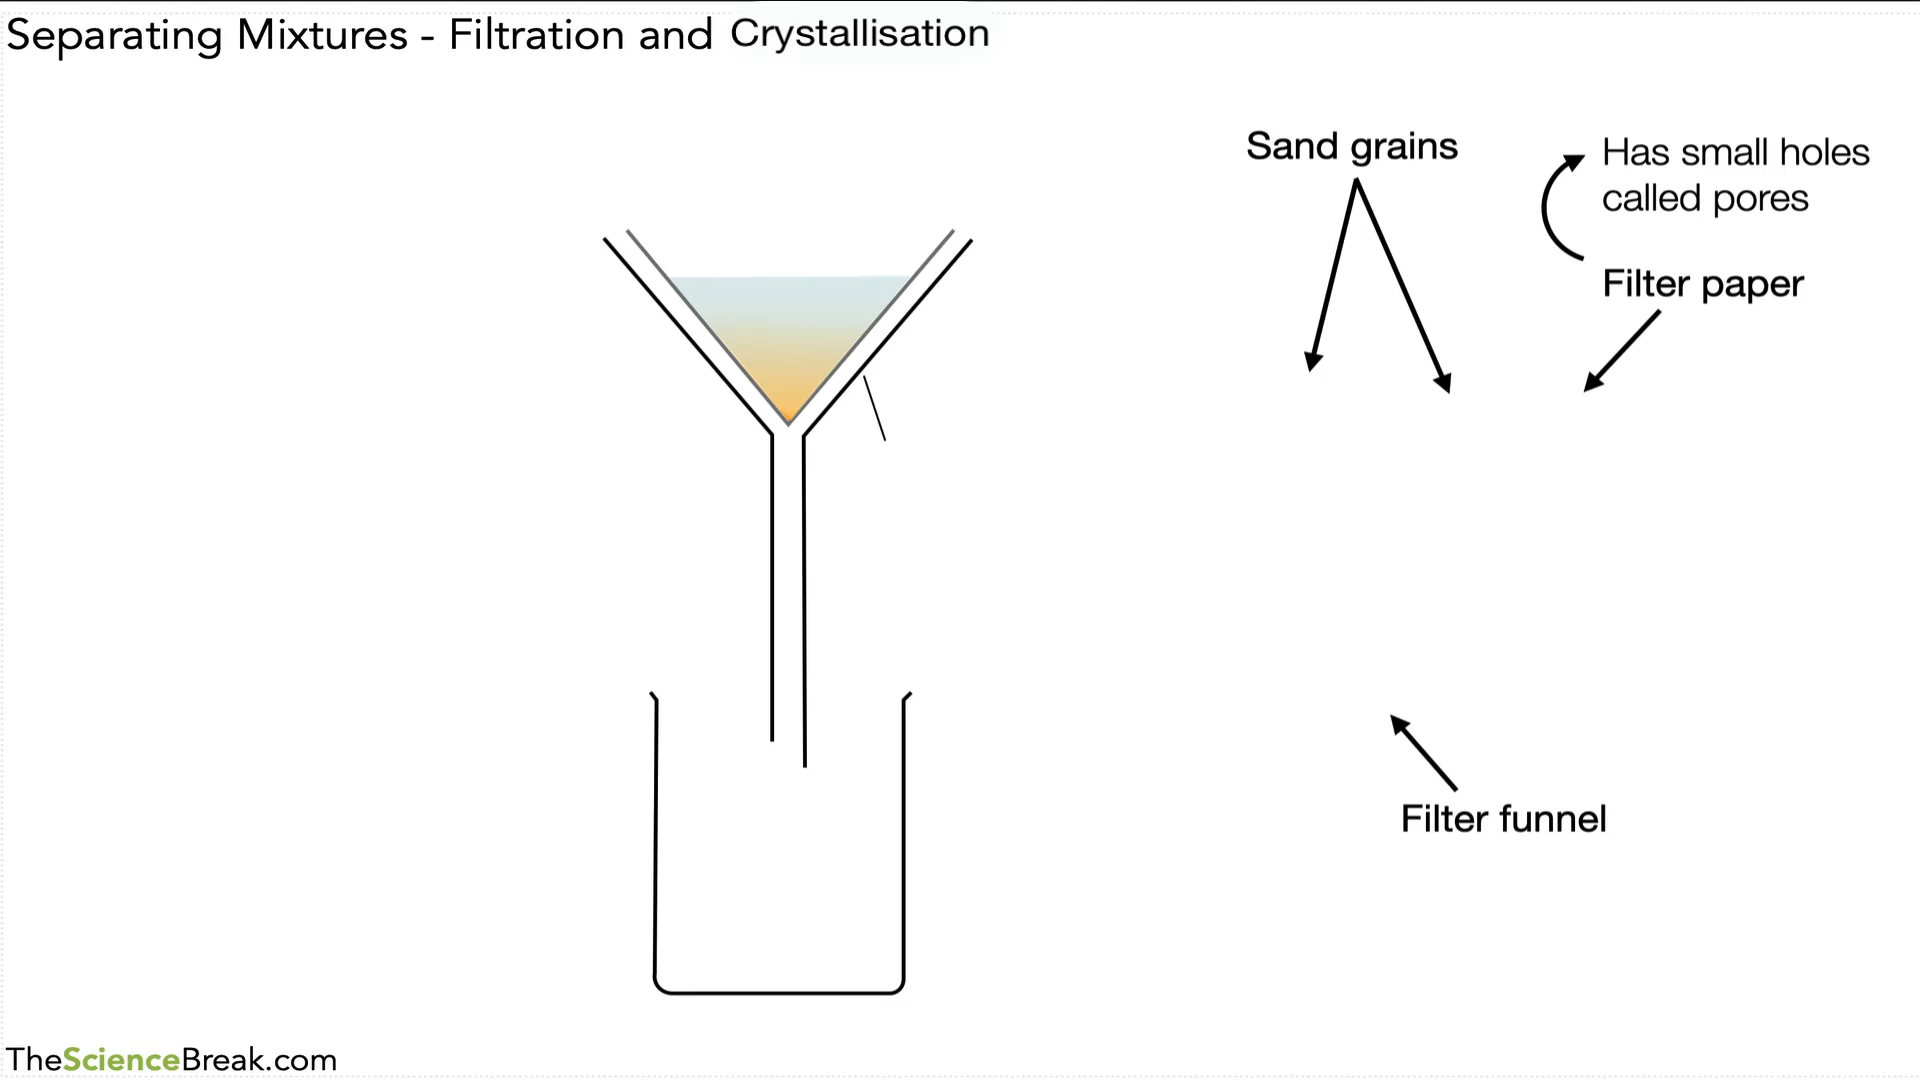 Separating Mixtures - Filtration and Crystallisation
Sand grains
Has small holes
called pores
Filter paper
Filter funnel
TheScienceBreak.com